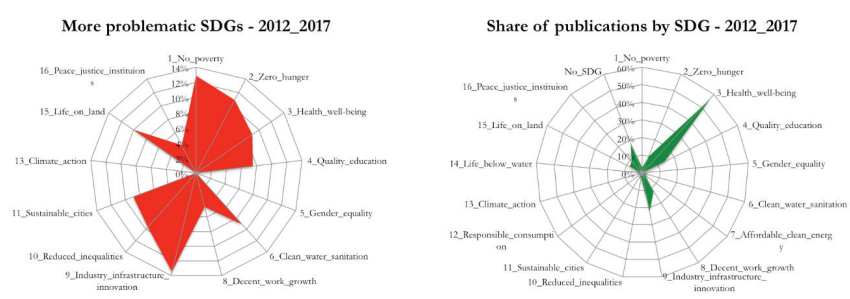 More problematic SDGs - 2012_2017
1_No_poverty
14%
12%
10%
8%
6%
4%
2%
0%
2_Zero_hunger
3_Health_well-being
4_Quality_education
5_Gender_equality
6_Clean_water_sanitation
8_Decent_work_growth
9_Industry_infrastructure_
innovation
10_Reduced_inequalities
11_Sustainable_cities
13_Climate_action
15_Life_on_land
16_Peace_justice_instituion
s
Share of publications by SDG - 2012_2017
1_No_poverty
60%
50%
40%
30%
20%
10%
0%
2_Zero_hunger
3_Health_well-being
4_Quality_education
5_Gender_equality
6_Clean_water_sanitation
7_Affordable_clean_energ
y
8_Decent_work_growth
9_Industry_infrastructure_
innovation
10_Reduced_inequalities
11_Sustainable_cities
12_Responsible_consumpti
on
13_Climate_action
14_Life_below_water
15_Life_on_land
16_Peace_justice_instituion
s
No_SDG